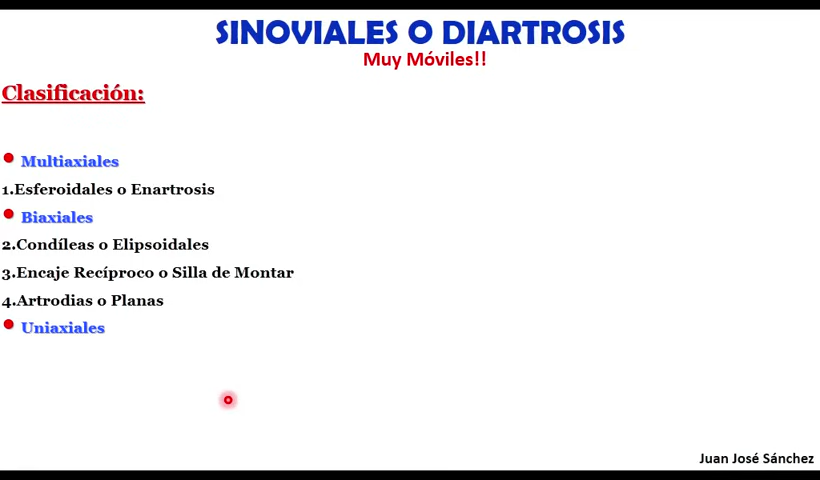 SINOVIALES O DIARTROSIS
Muy Móviles!!
Clasificación:
Multiaxiales
1.Esferoidales o Enartrosis
Biaxiales
2.Condíleas o Elipsoidales
3.Encaje Recíproco o Silla de Montar
4.Artrodias o Planas
Uniaxiales
Juan José Sánchez